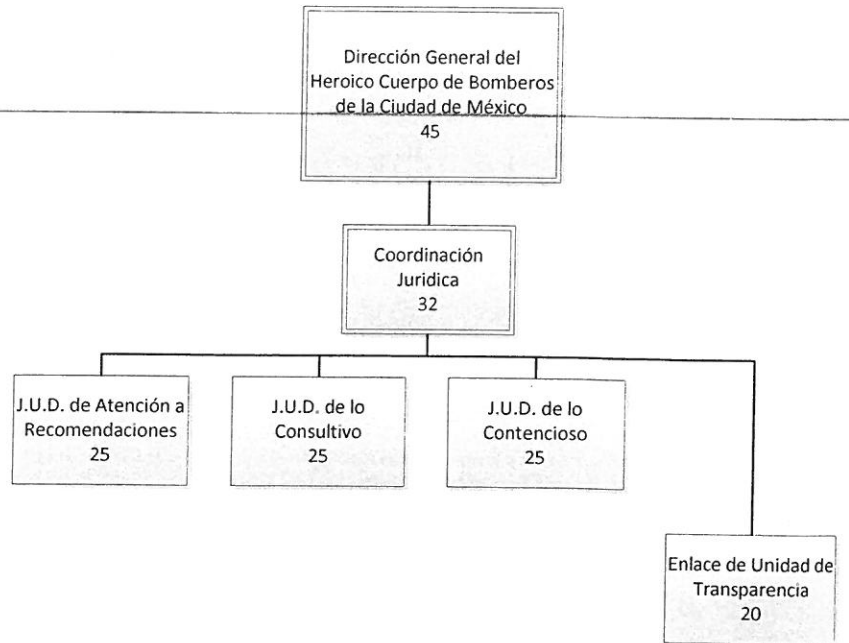 Dirección General del
Heroico Cuerpo de Bomberos
de la Ciudad de México
45
Coordinación
Juridica
32
J.U.D. de Atención a
Recomendaciones
25
J.U.D. de lo
Consultivo
25
J.U.D. de lo
Contencioso
25
Enlace de Unidad de
Transparencia
20